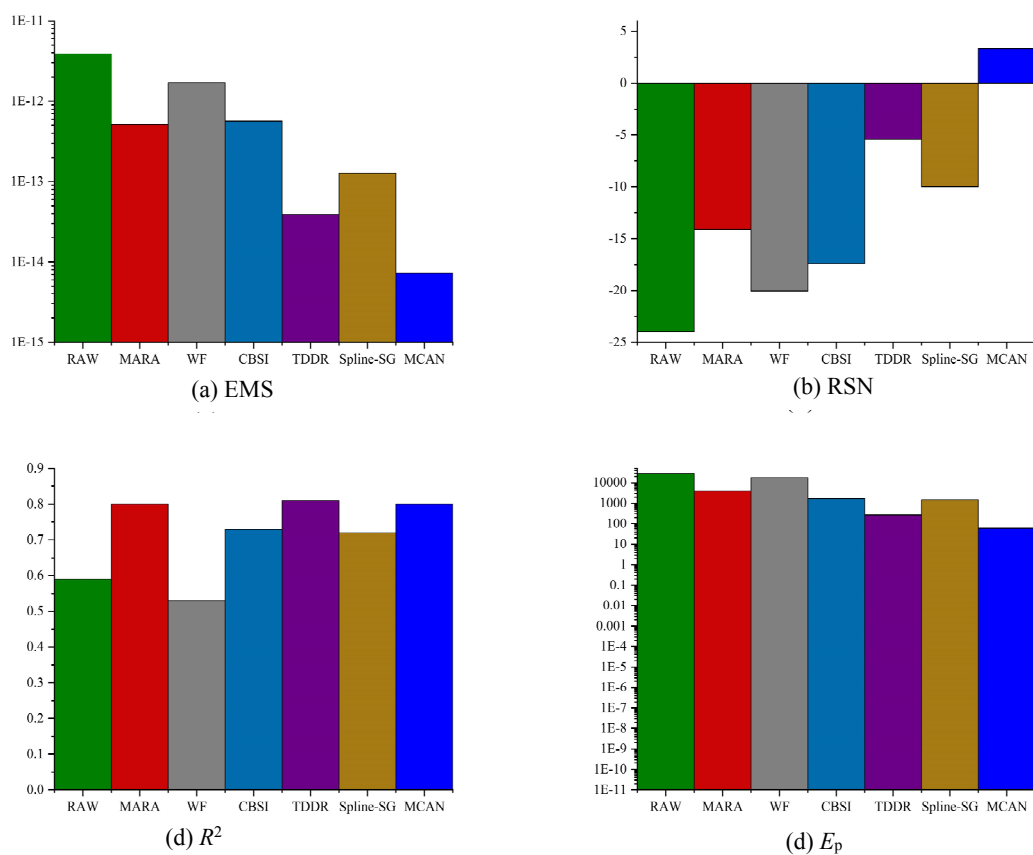 1E-11
1E-12
1E-13
1E-14
1E-15
RAW MARA WF CBSI TDDR Spline-SG MCAN
(a) EMS
5
0
-5
-10
-15
-20
-25
RAW MARA WF CBSI TDDR Spline-SG MCAN
(b) RSN
0.9
0.8
0.7
0.6
0.5
0.4
0.3
0.2
0.1
0.0
RAW MARA WF CBSI TDDR Spline-SG MCAN
(d) R²
10000
1000
100
10
1
0.1
0.01
0.001
1E-4
1E-5
1E-6
1E-7
1E-8
1E-9
1E-10
1E-11
RAW MARA WF CBSI TDDR Spline-SG MCAN
(d) Eₚ